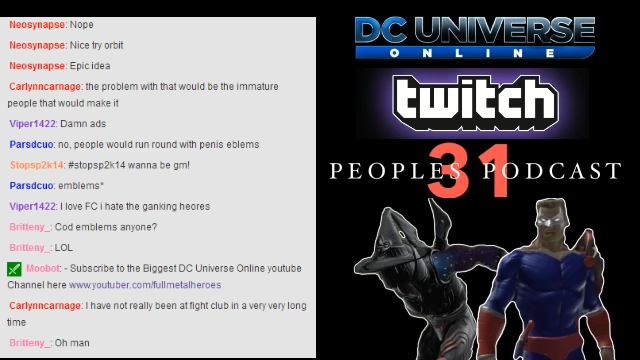 Neosynapse: Nope
Neosynapse: Nice try orbit
Neosynapse: Epic idea
Carlynncarnage: the problem with that would be the immature
people that would make it
Viper1422: Damn ads
Parsdcuo: no, people would run round with penis eblems
Stopsp2k14: #stopsp2k14 wanna be gm!
Parsdcuo: emblems*
Viper1422: I love FC i hate the ganking heores
Britteny_: Cod emblems anyone?
Britteny_: LOL
Moobot: - Subscribe to the Biggest DC Universe Online youtube
Channel here www.youtuber.com/fullmetalheroes
Carlynncarnage: I have not really been at fight club in a very very long
time
Britteny_: Oh man
DC UNIVERSE
ONLINE
twitch
31
PEOPLES PODCAST